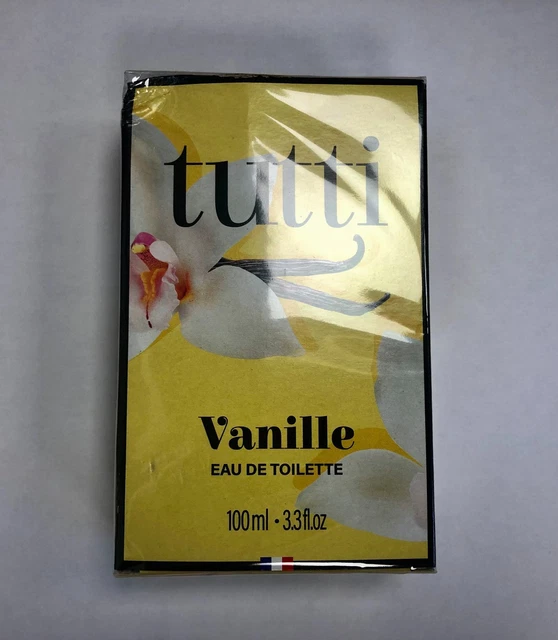 tutti
Vanille
EAU DE TOILETTE
100 ml • 3.3 fl.oz